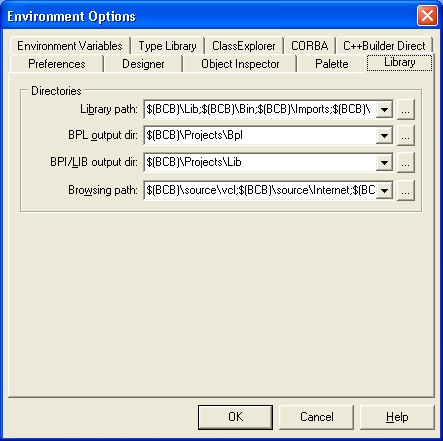 Environment Options
Environment Variables Type Library ClassExplorer CORBA C++Builder Direct
Preferences Designer Object Inspector Palette Library
Directories
Library path: $(BCB)\Lib;$(BCB)\Bin;$(BCB)\Imports;$(BCB)\ ...
BPL output dir: $(BCB)\Projects\Bpl ...
BPI/LIB output dir: $(BCB)\Projects\Lib ...
Browsing path: $(BCB)\source\vcl;$(BCB)\source\Internet;$(BC ...
OK Cancel Help